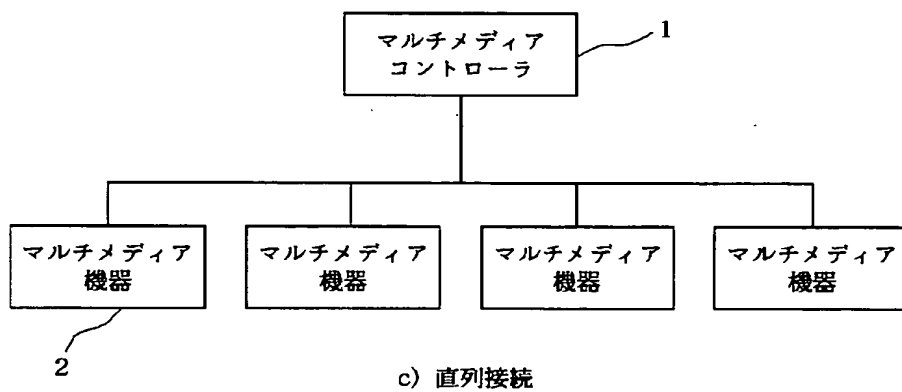 マルチメディア
コントローラ
1
マルチメディア
機器
マルチメディア
機器
マルチメディア
機器
マルチメディア
機器
2
c) 直列接続